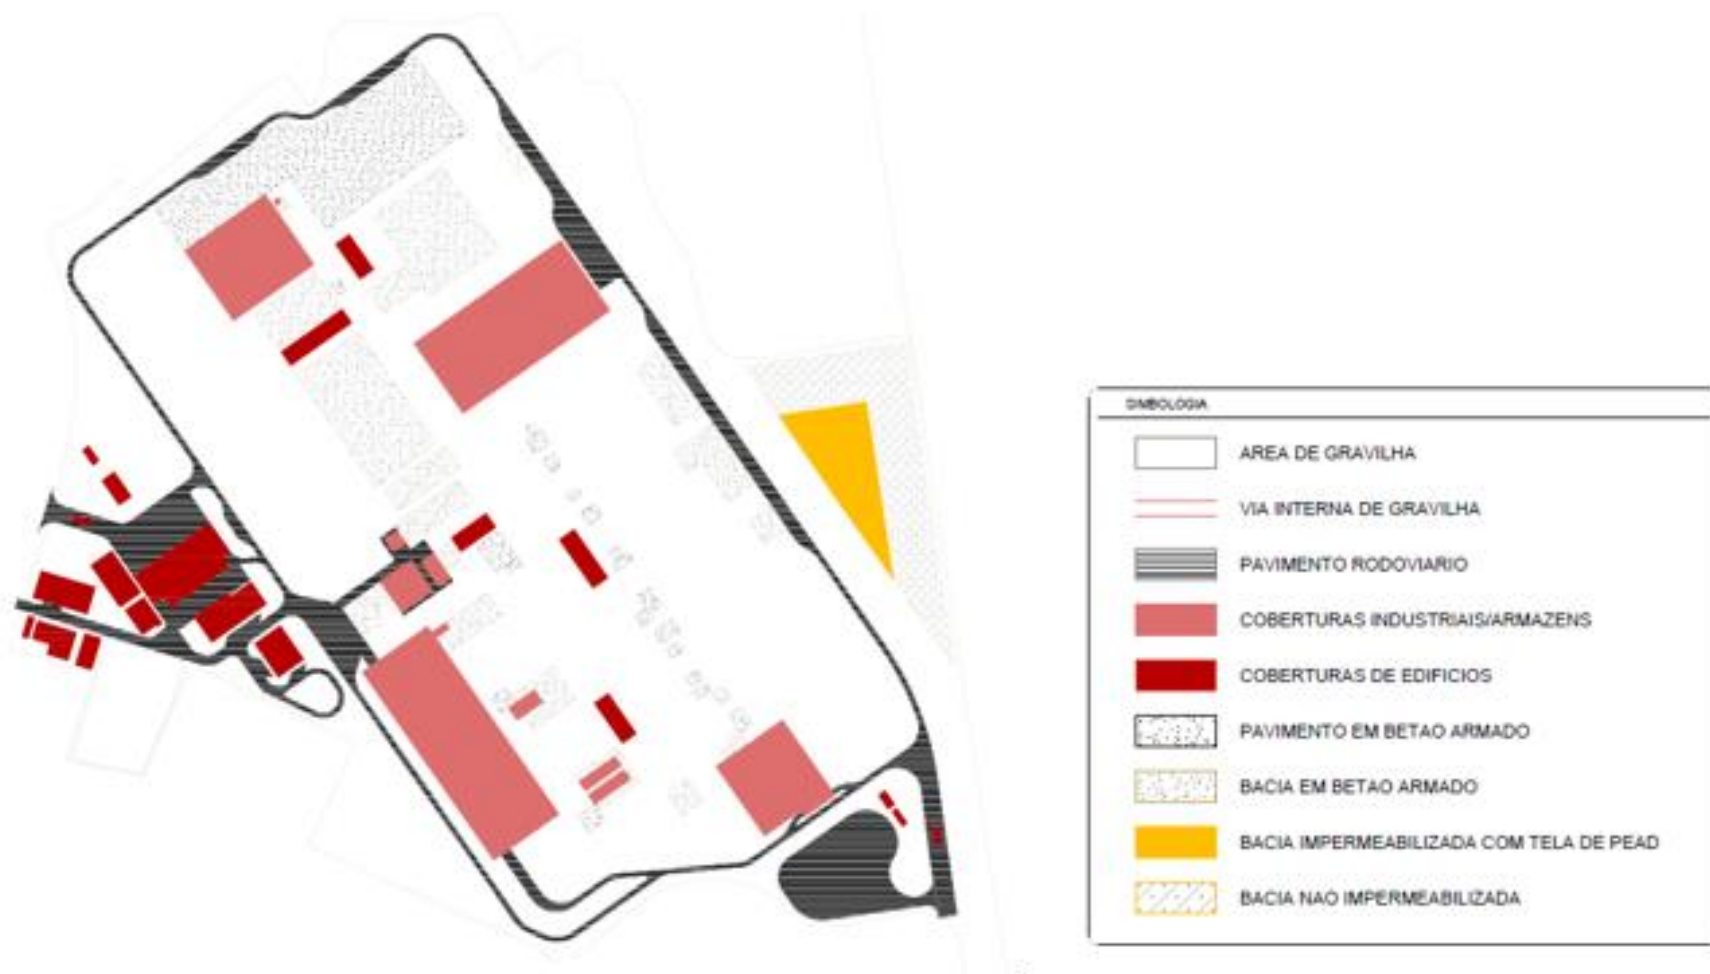 SIMBOLOGIA
AREA DE GRAVILHA
VIA INTERNA DE GRAVILHA
PAVIMENTO RODOVIARIO
COBERTURAS INDUSTRIAIS/ARMAZENS
COBERTURAS DE EDIFICIOS
PAVIMENTO EM BETAO ARMADO
BACIA EM BETAO ARMADO
BACIA IMPERMEABILIZADA COM TELA DE PEAD
BACIA NAO IMPERMEABILIZADA